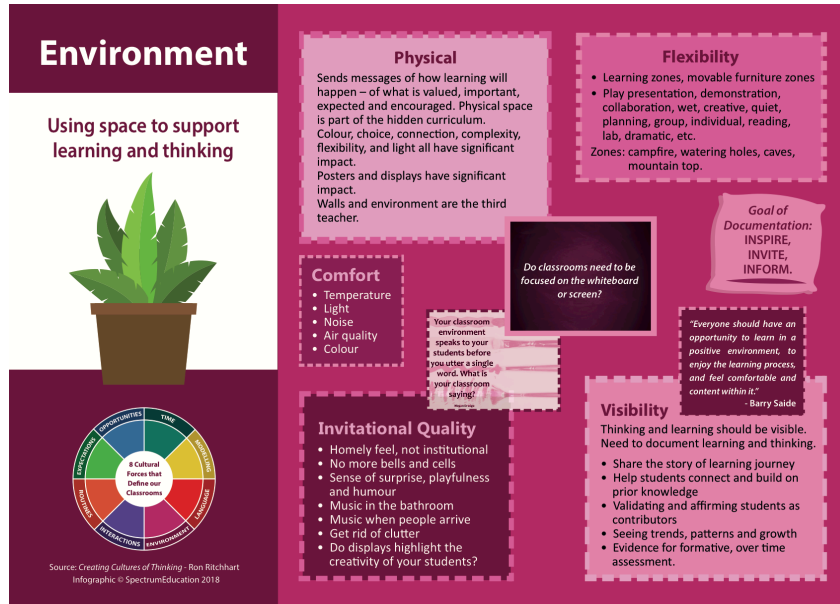 Environment
Using space to support
learning and thinking
8 Cultural
Forces that
Define our
Classrooms
TIME
MODELLING
LANGUAGE
ENVIRONMENT
INTERACTIONS
ROUTINES
EXPECTATIONS
OPPORTUNITIES
Source: Creating Cultures of Thinking - Ron Ritchhart
Infographic © SpectrumEducation 2018
Physical
Sends messages of how learning will
happen – of what is valued, important,
expected and encouraged. Physical space
is part of the hidden curriculum.
Colour, choice, connection, complexity,
flexibility, and light all have significant
impact.
Posters and displays have significant
impact.
Walls and environment are the third
teacher.
Flexibility
• Learning zones, movable furniture zones
• Play presentation, demonstration,
collaboration, wet, creative, quiet,
planning, group, individual, reading,
lab, dramatic, etc.
Zones: campfire, watering holes, caves,
mountain top.
Goal of
Documentation:
INSPIRE,
INVITE,
INFORM.
Do classrooms need to be
focused on the whiteboard
or screen?
Comfort
• Temperature
• Light
• Noise
• Air quality
• Colour
Your classroom
environment
speaks to your
students before
you utter a single
word. What is
your classroom
saying?
"Everyone should have an
opportunity to learn in a
positive environment, to
enjoy the learning process,
and feel comfortable and
content within it."
- Barry Saide
Invitational Quality
• Homely feel, not institutional
• No more bells and cells
• Sense of surprise, playfulness
and humour
• Music in the bathroom
• Music when people arrive
• Get rid of clutter
• Do displays highlight the
creativity of your students?
Visibility
Thinking and learning should be visible.
Need to document learning and thinking.
• Share the story of learning journey
• Help students connect and build on
prior knowledge
• Validating and affirming students as
contributors
• Seeing trends, patterns and growth
• Evidence for formative, over time
assessment.